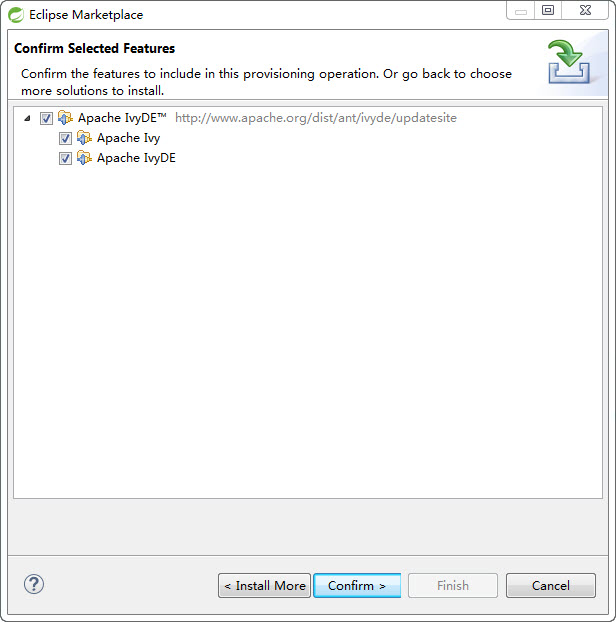 Eclipse Marketplace
Confirm Selected Features
Confirm the features to include in this provisioning operation. Or go back to choose
more solutions to install.
Apache IvyDE™ http://www.apache.org/dist/ant/ivyde/updatesite
Apache Ivy
Apache IvyDE
?
< Install More Confirm > Finish Cancel